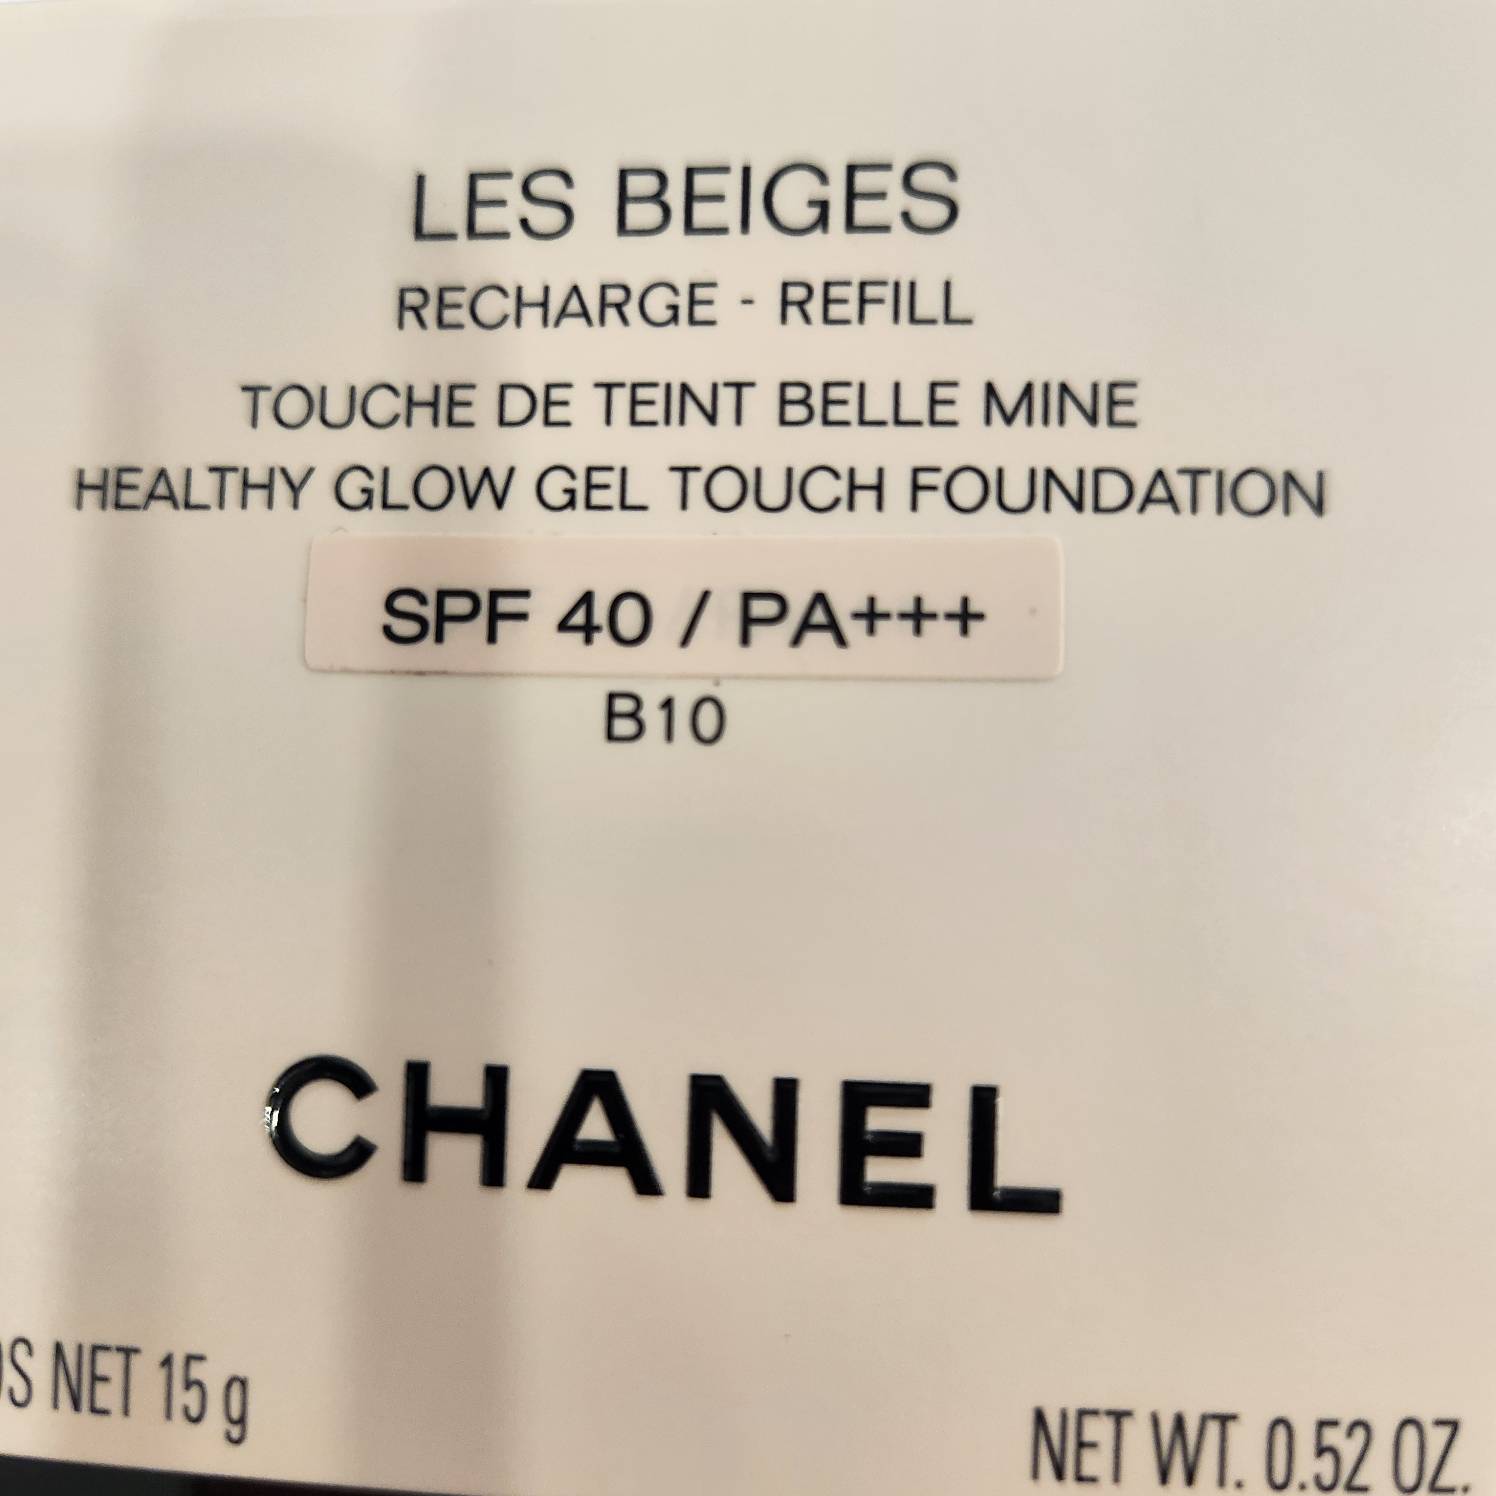 LES BEIGES
RECHARGE - REFILL
TOUCHE DE TEINT BELLE MINE
HEALTHY GLOW GEL TOUCH FOUNDATION
SPF 40 / PA+++
B10
CHANEL
NET 15 g
NET WT. 0.52 OZ.